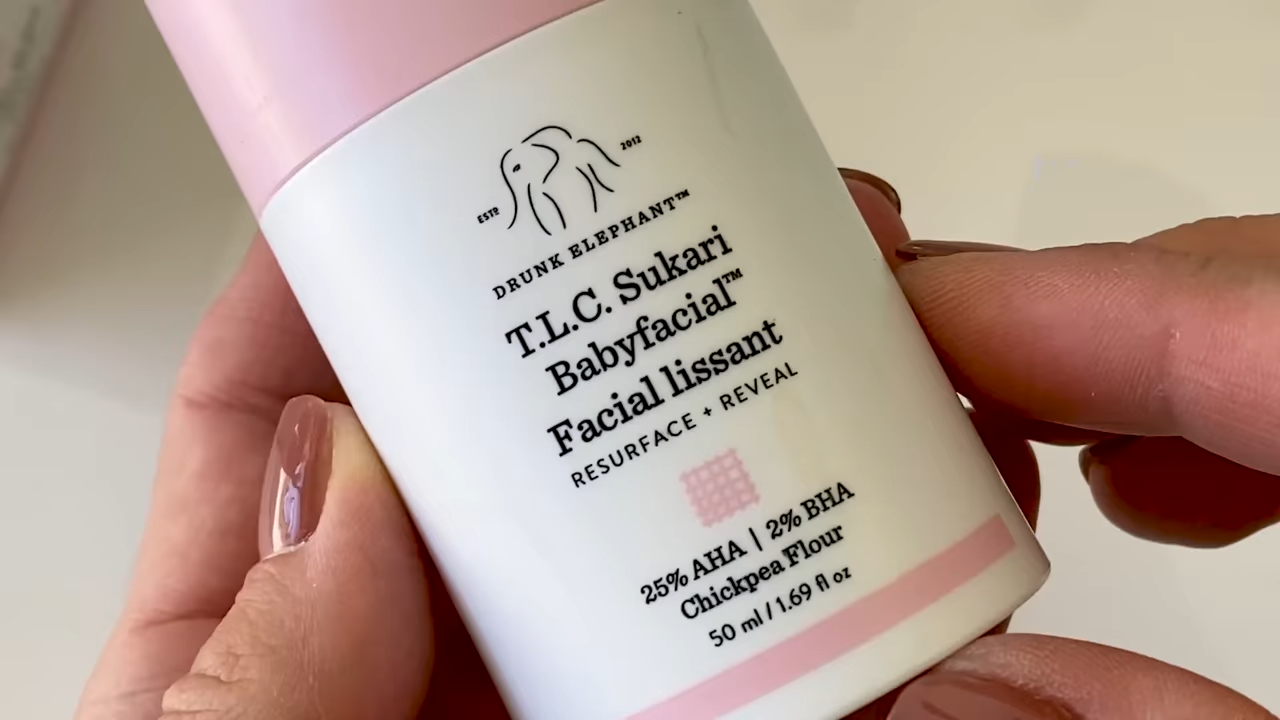 ESTD 2012
DRUNK ELEPHANT™
T.L.C. Sukari
Babyfacial™
Facial lissant
RESURFACE + REVEAL
25% AHA | 2% BHA
Chickpea Flour
50 ml / 1.69 fl oz